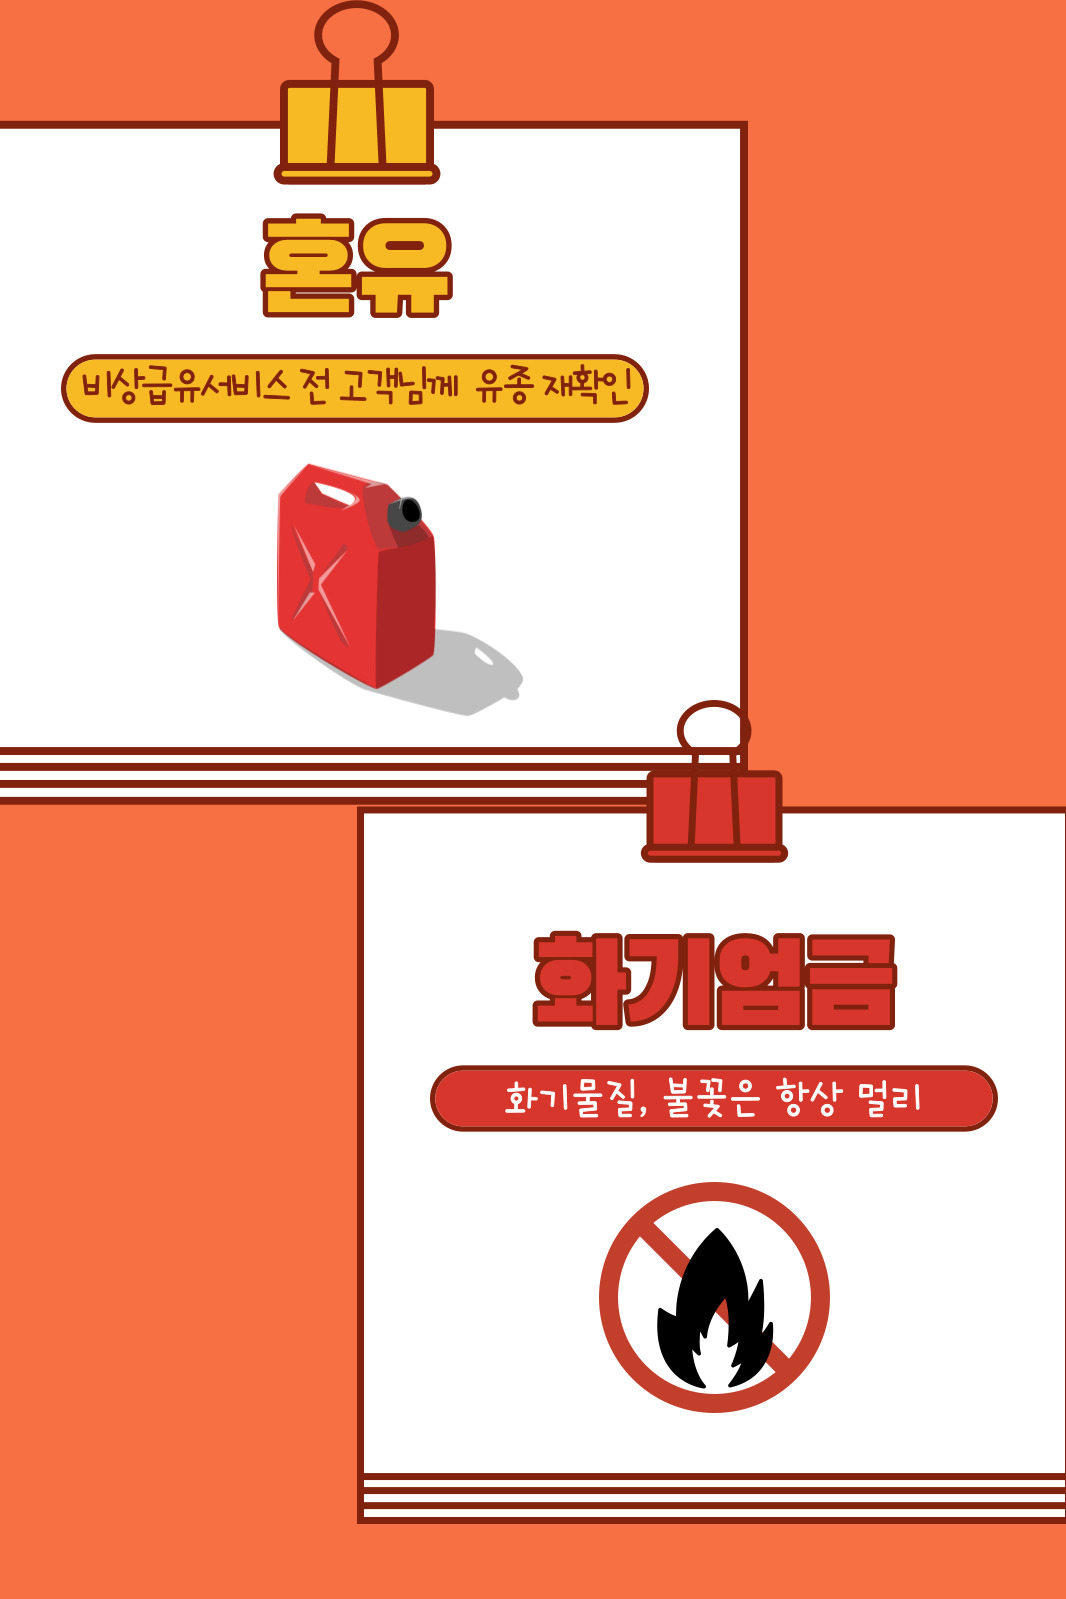 혼유
비상급유서비스 전 고객님께 유종 재확인
화기엄금
화기물질, 불꽃은 항상 멀리